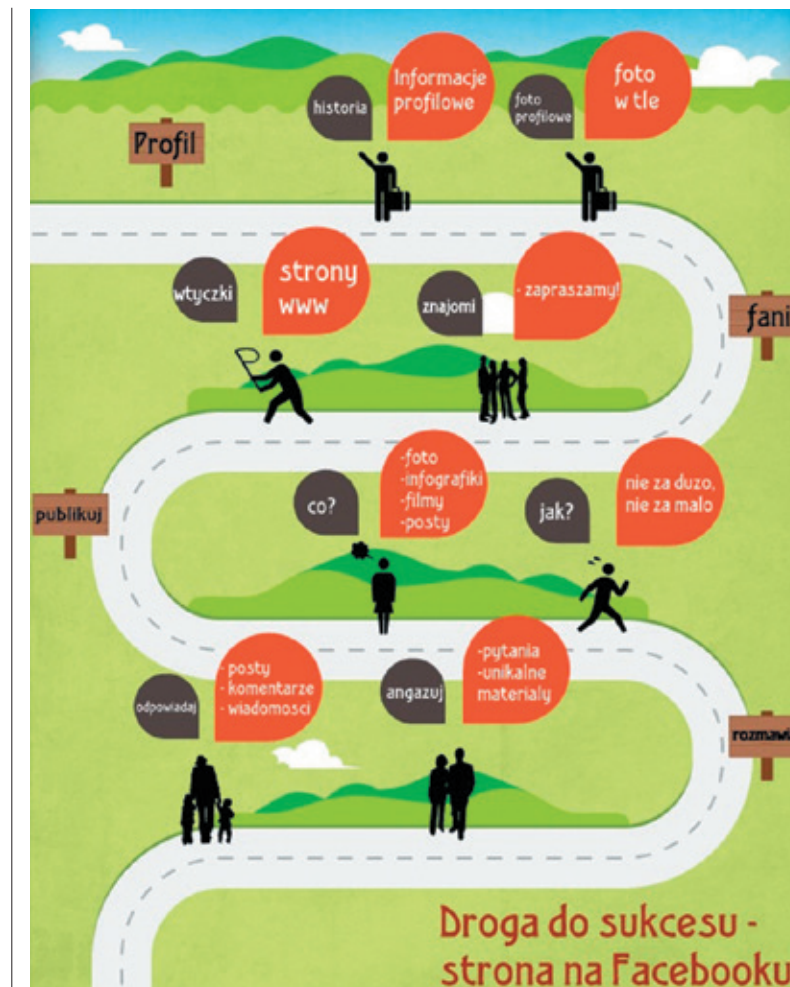 historia
Informacje
profilowe
foto
profilowe
foto
w tle
Profil
wtyczki
strony
www
znajomi
- zapraszamy!
fani
publikuj
co?
-foto
-infografiki
-filmy
-posty
jak?
nie za duzo,
nie za malo
odpowiadaj
- posty
- komentarze
- wiadomosci
angazuj
-pytania
-unikalne
materialy
rozmawi
Droga do sukcesu -
strona na Facebooku